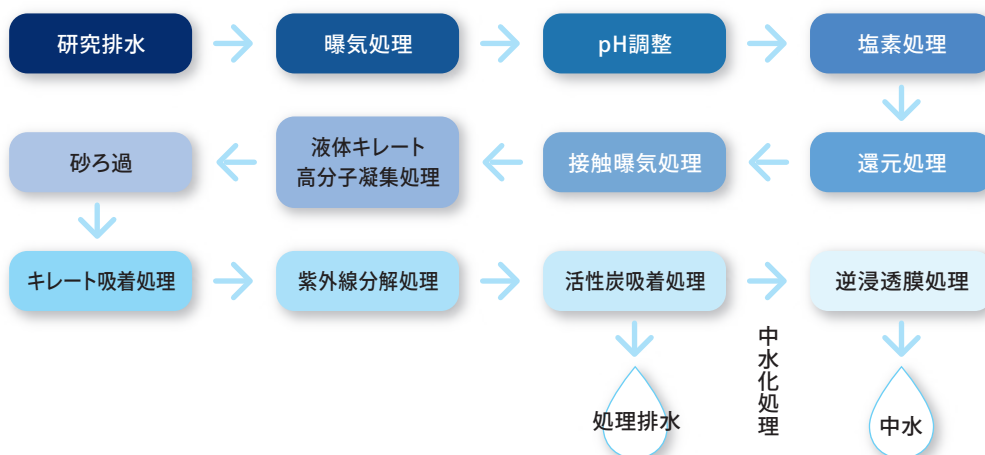 研究排水
曝気処理
pH調整
塩素処理
還元処理
接触曝気処理
液体キレート
高分子凝集処理
砂ろ過
キレート吸着処理
紫外線分解処理
活性炭吸着処理
逆浸透膜処理
中水化処理
処理排水
中水